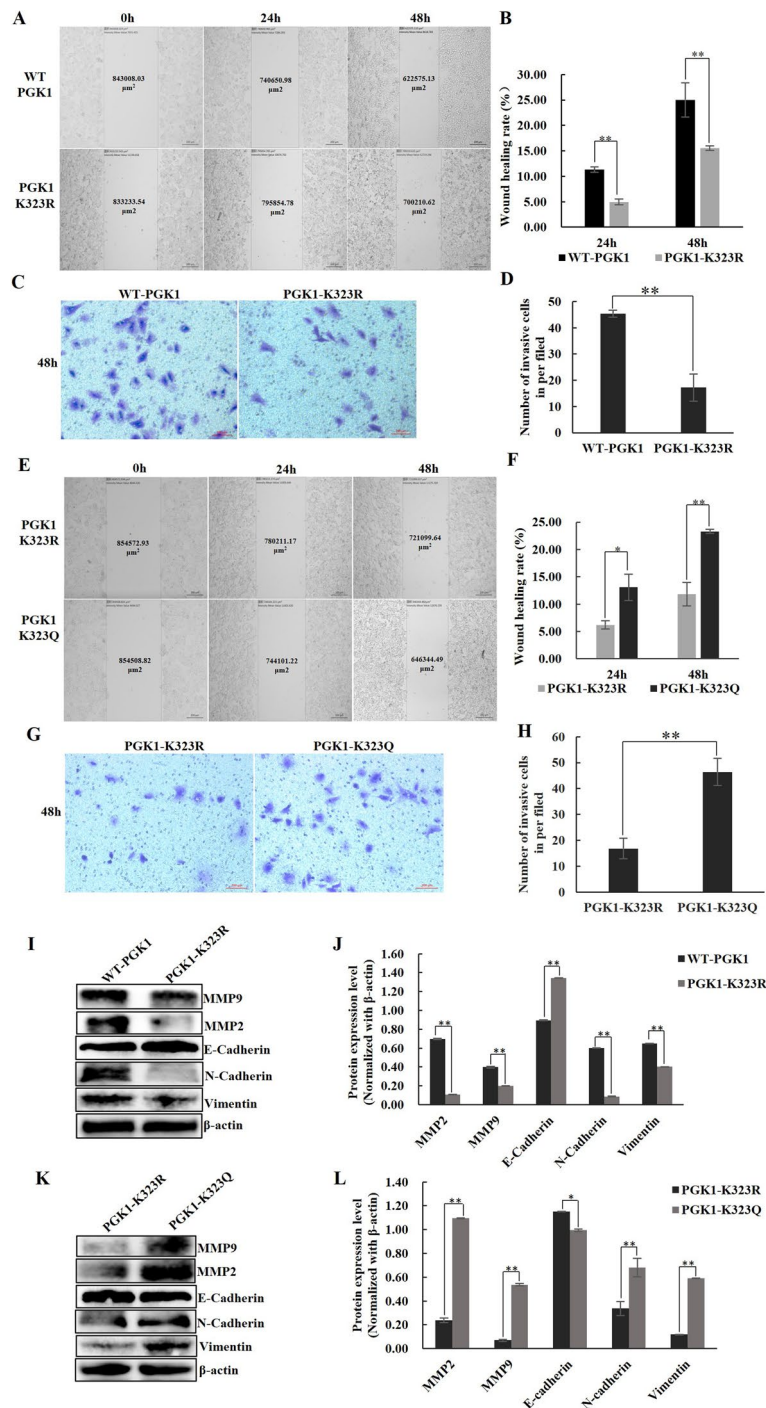 A
0h
24h
48h
WT
PGK1
843008.03
μm2
740650.98
μm2
622575.13
μm2
PGK1
K323R
833233.54
μm2
795854.78
μm2
700210.62
μm2
B
Wound healing rate (%)
30.00
25.00
20.00
15.00
10.00
5.00
0.00
**
**
24h
48h
WT-PGK1
PGK1-K323R
C
WT-PGK1
PGK1-K323R
48h
D
Number of invasive cells
in per filed
50
40
30
20
10
0
**
WT-PGK1
PGK1-K323R
E
0h
24h
48h
PGK1
K323R
854572.93
μm2
780211.17
μm2
721099.64
μm2
PGK1
K323Q
854508.82
μm2
744101.22
μm2
646344.49
μm2
F
Wound healing rate (%)
25.00
20.00
15.00
10.00
5.00
0.00
*
**
24h
48h
PGK1-K323R
PGK1-K323Q
G
PGK1-K323R
PGK1-K323Q
48h
H
Number of invasive cells
in per filed
60
50
40
30
20
10
0
**
PGK1-K323R
PGK1-K323Q
I
WT-PGK1
PGK1-K323R
MMP9
MMP2
E-Cadherin
N-Cadherin
Vimentin
β-actin
J
Protein expression level
(Normalized with β-actin)
1.60
1.40
1.20
1.00
0.80
0.60
0.40
0.20
0.00
WT-PGK1
PGK1-K323R
**
**
**
**
**
MMP2
MMP9
E-Cadherin
N-Cadherin
Vimentin
K
PGK1-K323R
PGK1-K323Q
MMP9
MMP2
E-Cadherin
N-Cadherin
Vimentin
β-actin
L
Protein expression level
(Normalized with β-actin)
1.40
1.20
1.00
0.80
0.60
0.40
0.20
0.00
PGK1-K323R
PGK1-K323Q
**
**
*
**
**
MMP2
MMP9
E-cadherin
N-cadherin
Vimentin